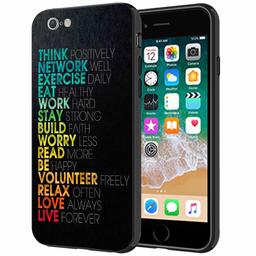 THINK POSITIVELY
NETWORK WELL
EXERCISE DAILY
EAT HEALTHY
WORK HARD
STAY STRONG
BUILD FAITH
WORRY LESS
READ MORE
BE HAPPY
VOLUNTEER FREELY
RELAX OFTEN
LOVE ALWAYS
LIVE FOREVER